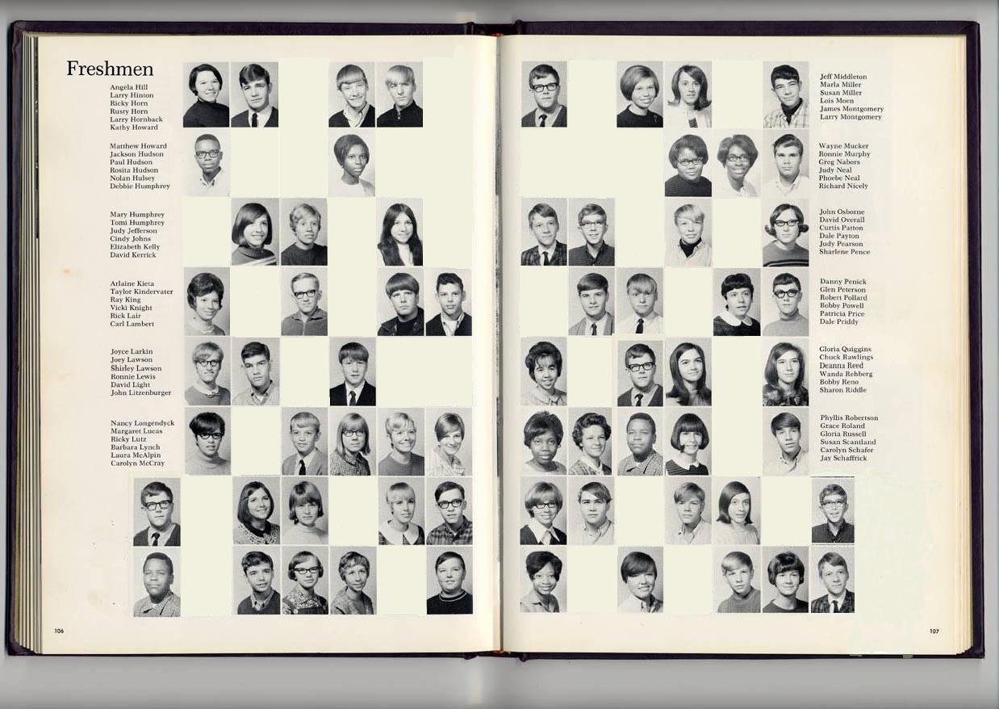 Freshmen
Angela Hill
Larry Hinton
Ricky Horn
Rusty Horn
Larry Hornback
Kathy Howard
Matthew Howard
Jackson Hudson
Paul Hudson
Rosita Hudson
Nolan Hulsey
Debbie Humphrey
Mary Humphrey
Tomi Humphrey
Judy Jefferson
Cindy Johns
Elizabeth Kelly
David Kerrick
Arlaine Kieta
Taylor Kindervater
Ray King
Vicki Knight
Rick Lair
Carl Lambert
Joyce Larkin
Joey Lawson
Shirley Lawson
Ronnie Lewis
David Light
John Litzenburger
Nancy Longendyck
Margaret Lucas
Ricky Lutz
Barbara Lynch
Laura McAlpin
Carolyn McCray
106
Jeff Middleton
Marla Miller
Susan Miller
Lois Moen
James Montgomery
Larry Montgomery
Wayne Mucker
Ronnie Murphy
Greg Nabors
Judy Neal
Phoebe Neal
Richard Nicely
John Osborne
David Overall
Curtis Patton
Dale Payton
Judy Pearson
Sharlene Pence
Danny Penick
Glen Peterson
Robert Pollard
Bobby Powell
Patricia Price
Dale Priddy
Gloria Quiggins
Chuck Rawlings
Deanna Reed
Wanda Rehberg
Bobby Reno
Sharon Riddle
Phyllis Robertson
Grace Roland
Gloria Russell
Susan Scantland
Carolyn Schafer
Jay Schaffrick
107